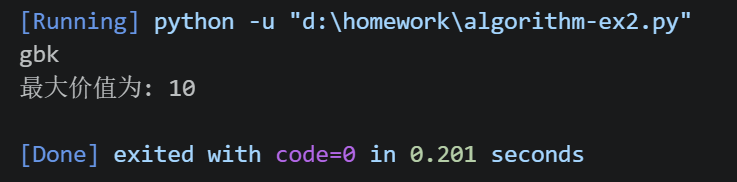 [Running] python -u "d:\homework\algorithm-ex2.py"
gbk
最大价值为: 10
[Done] exited with code=0 in 0.201 seconds